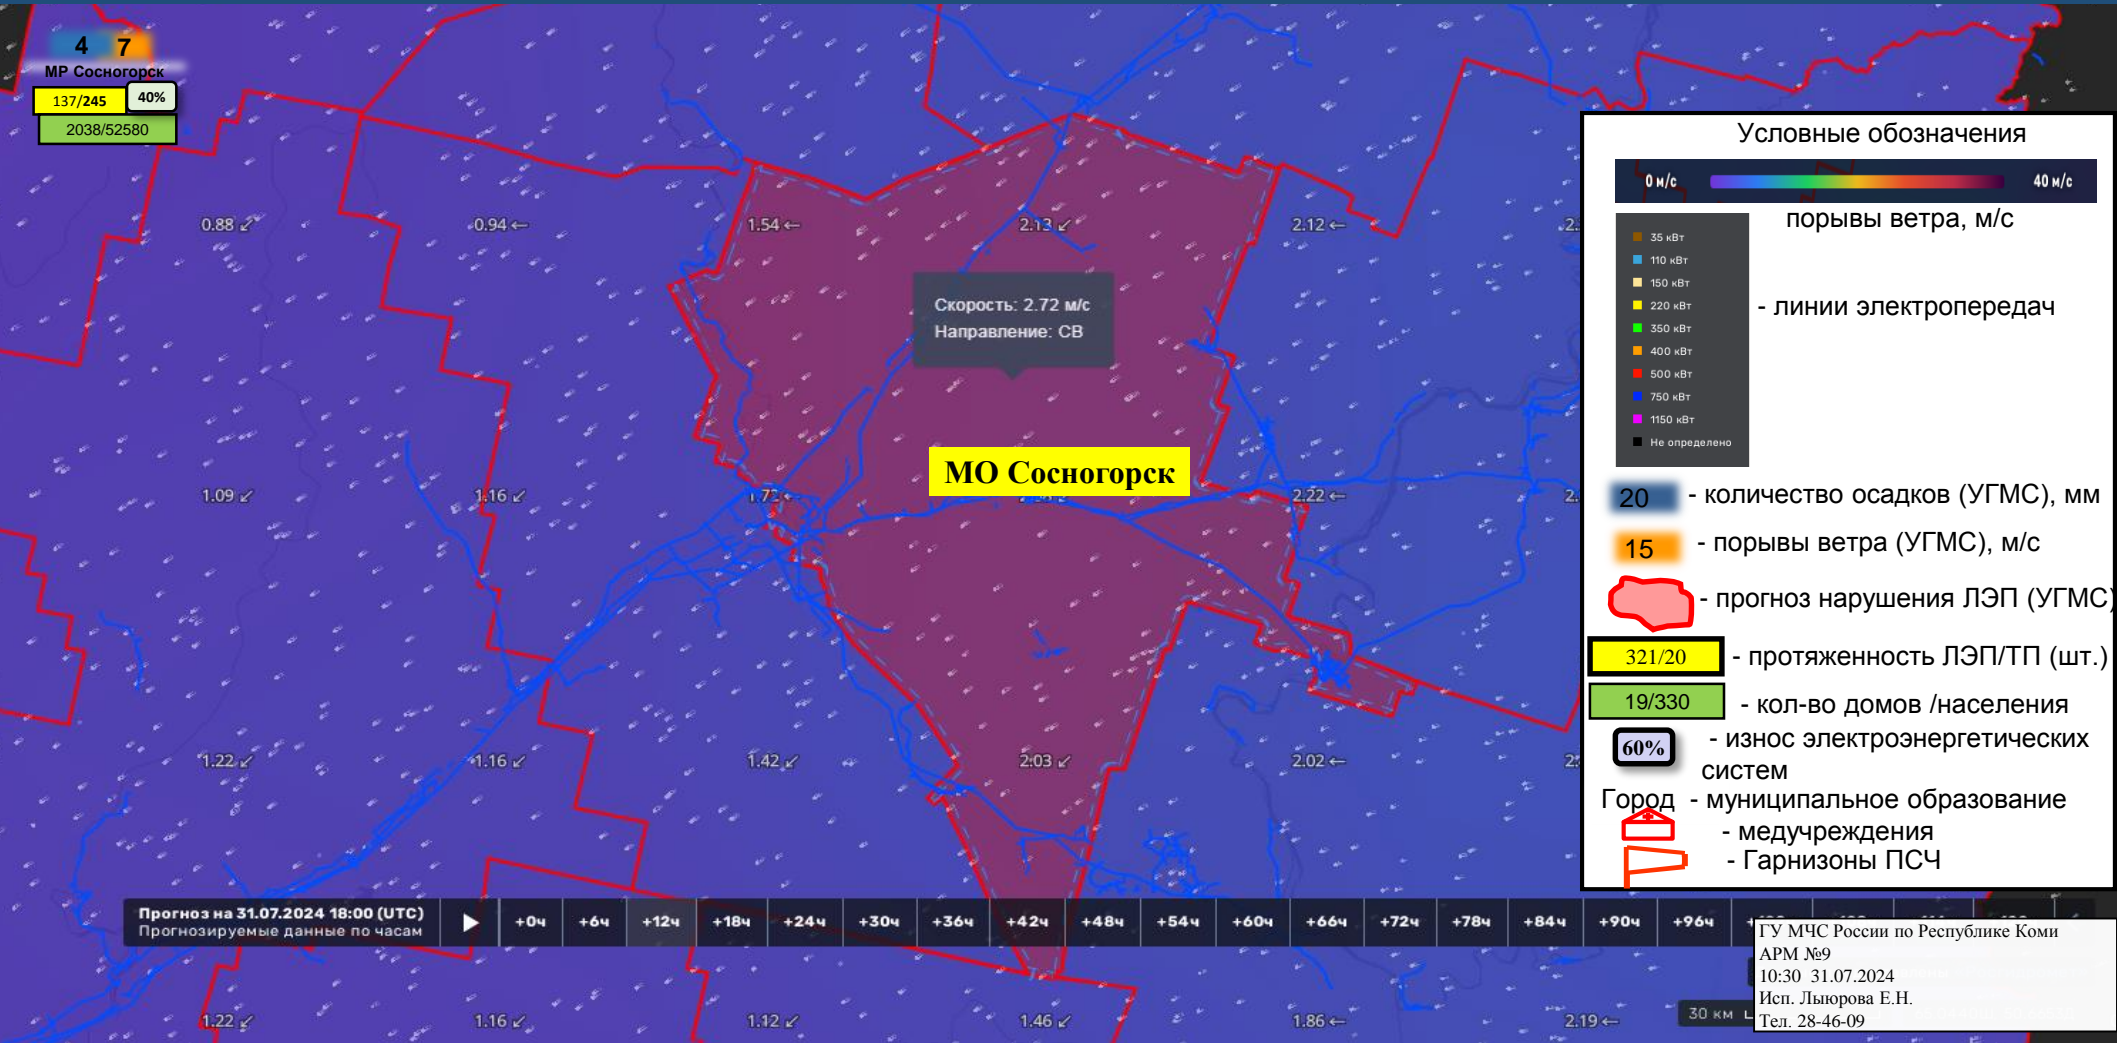 4 7
МР Сосногорск
137/245 40%
2038/52580
Условные обозначения
0 м/с 40 м/с
порывы ветра, м/с
35 кВт
110 кВт
150 кВт
220 кВт
350 кВт
400 кВт
500 кВт
750 кВт
1150 кВт
Не определено
- линии электропередач
20 - количество осадков (УГМС), мм
15 - порывы ветра (УГМС), м/с
- прогноз нарушения ЛЭП (УГМС)
321/20 - протяженность ЛЭП/ТП (шт.)
19/330 - кол-во домов /населения
60% - износ электроэнергетических
систем
Город - муниципальное образование
- медучреждения
- Гарнизоны ПСЧ
0.88 ↙ 0.94 ← 1.54 ← 2.13 ↙ 2.12 ←
Скорость: 2.72 м/с
Направление: СВ
МО Сосногорск
1.09 ↙ 1.16 ↙ 1.72 ← 2.22 ←
1.22 ↙ 1.16 ↙ 1.42 ↙ 2.03 ↙ 2.02 ←
Прогноз на 31.07.2024 18:00 (UTC)
Прогнозируемые данные по часам
+0ч +6ч +12ч +18ч +24ч +30ч +36ч +42ч +48ч +54ч +60ч +66ч +72ч +78ч +84ч +90ч +96ч
1.22 ↙ 1.16 ↙ 1.12 ↙ 1.46 ↙ 1.86 ← 2.19 ←
30 км
ГУ МЧС России по Республике Коми
АРМ №9
10:30 31.07.2024
Исп. Лыюрова Е.Н.
Тел. 28-46-09